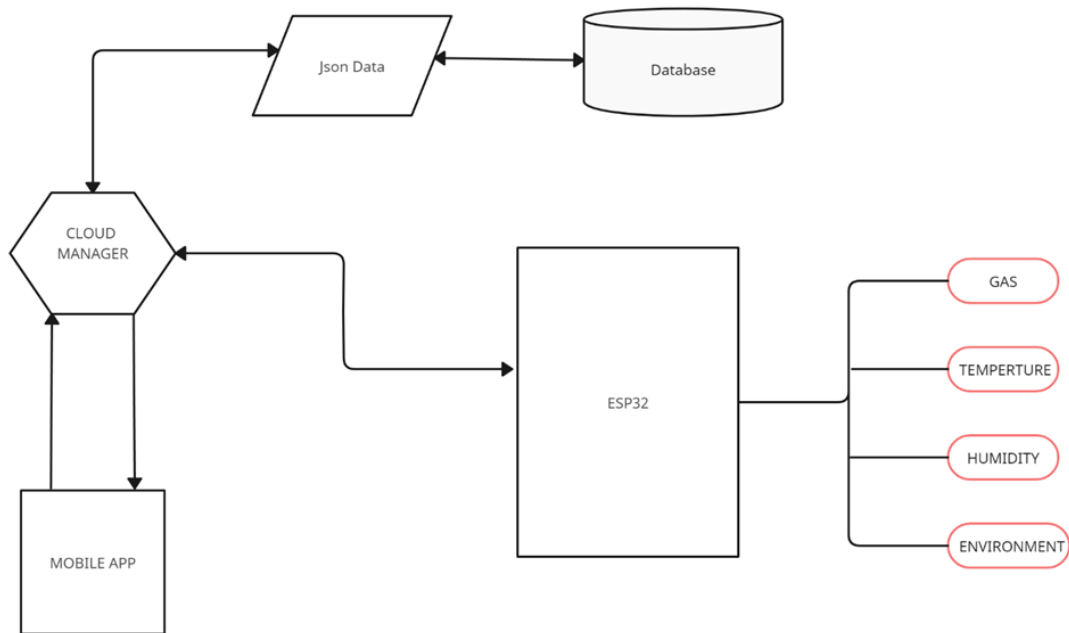 Json Data
Database
CLOUD
MANAGER
GAS
TEMPERTURE
ESP32
HUMIDITY
ENVIRONMENT
MOBILE APP